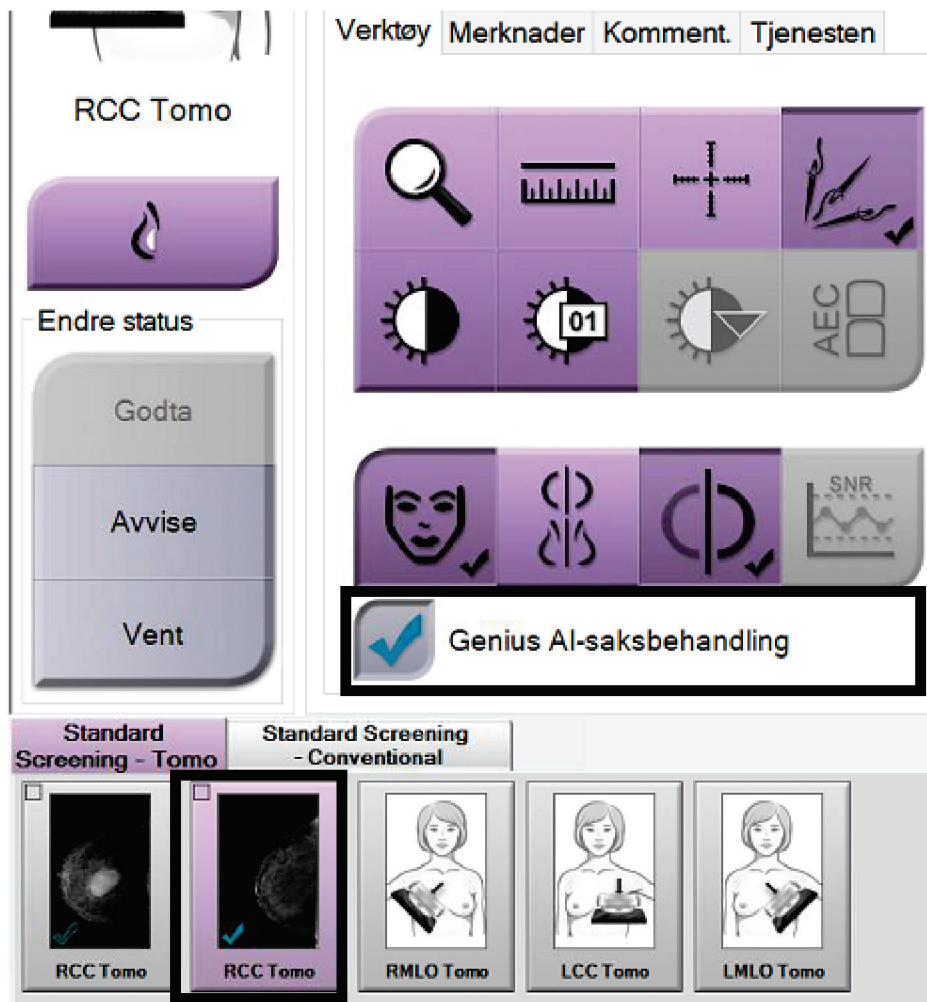 RCC Tomo
Endre status
Godta
Avvise
Vent
Verktøy Merknader Komment. Tjenesten
01
AEC
SNR
Genius AI-saksbehandling
Standard
Screening - Tomo
Standard Screening
- Conventional
RCC Tomo
RCC Tomo
RMLO Tomo
LCC Tomo
LMLO Tomo